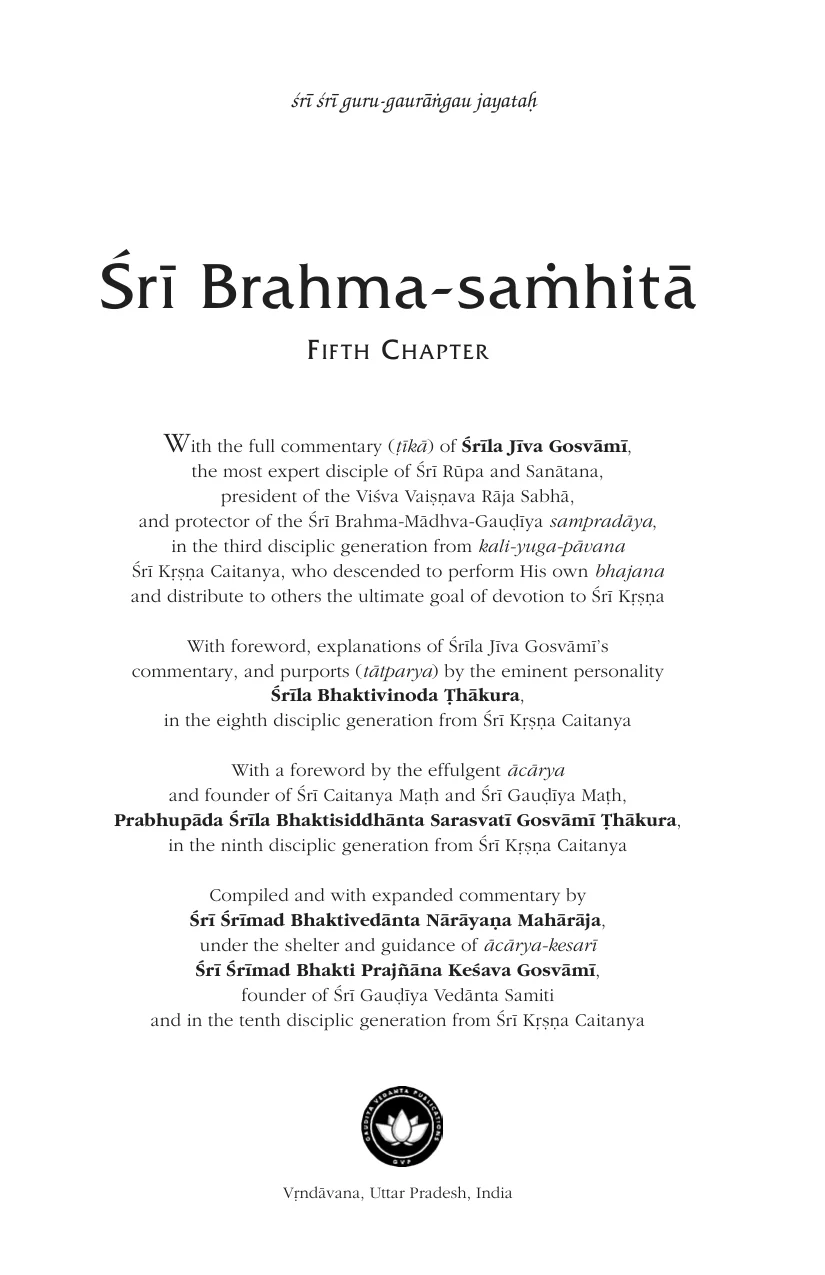 śrī śrī guru-gaurāṅgau jayataḥ
Śrī Brahma-saṁhitā
Fifth Chapter
With the full commentary (ṭīkā) of Śrīla Jīva Gosvāmī,
the most expert disciple of Śrī Rūpa and Sanātana,
president of the Viśva Vaiṣṇava Rāja Sabhā,
and protector of the Śrī Brahma-Mādhva-Gauḍīya sampradāya,
in the third disciplic generation from kali-yuga-pāvana
Śrī Kṛṣṇa Caitanya, who descended to perform His own bhajana
and distribute to others the ultimate goal of devotion to Śrī Kṛṣṇa
With foreword, explanations of Śrīla Jīva Gosvāmī’s
commentary, and purports (tātparya) by the eminent personality
Śrīla Bhaktivinoda Ṭhākura,
in the eighth disciplic generation from Śrī Kṛṣṇa Caitanya
With a foreword by the effulgent ācārya
and founder of Śrī Caitanya Maṭh and Śrī Gauḍīya Maṭh,
Prabhupāda Śrīla Bhaktisiddhānta Sarasvatī Gosvāmī Ṭhākura,
in the ninth disciplic generation from Śrī Kṛṣṇa Caitanya
Compiled and with expanded commentary by
Śrī Śrīmad Bhaktivedānta Nārāyaṇa Mahārāja,
under the shelter and guidance of ācārya-kesarī
Śrī Śrīmad Bhakti Prajñāna Keśava Gosvāmī,
founder of Śrī Gauḍīya Vedānta Samiti
and in the tenth disciplic generation from Śrī Kṛṣṇa Caitanya
GAUDIYA VEDANTA PUBLICATIONS
GVP
Vṛndāvana, Uttar Pradesh, India